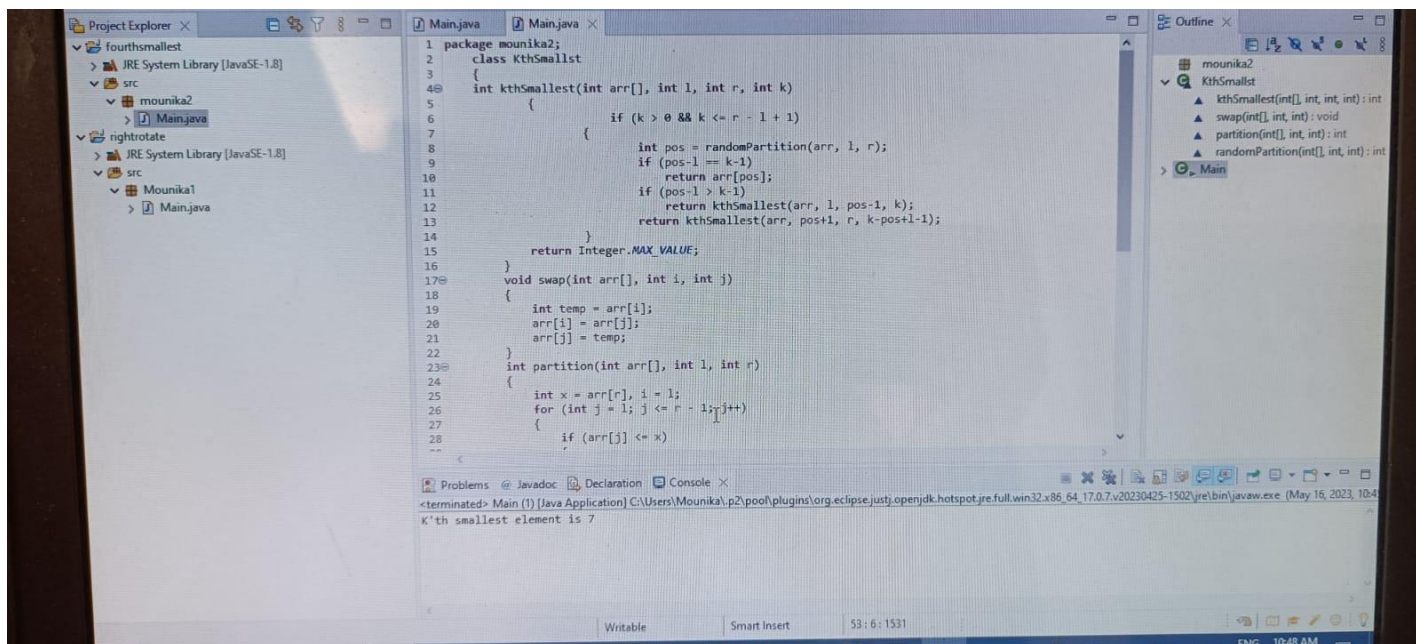 Project Explorer
fourthsmallest
JRE System Library [JavaSE-1.8]
src
mounika2
Main.java
rightrotate
JRE System Library [JavaSE-1.8]
src
Mounika1
Main.java
Main.java
Main.java
1 package mounika2;
2 class KthSmallst
3 {
4 int kthSmallest(int arr[], int l, int r, int k)
5 {
6 if (k > 0 && k <= r - l + 1)
7 {
8 int pos = randomPartition(arr, l, r);
9 if (pos-l == k-1)
10 return arr[pos];
11 if (pos-l > k-1)
12 return kthSmallest(arr, l, pos-1, k);
13 return kthSmallest(arr, pos+1, r, k-pos+l-1);
14 }
15 return Integer.MAX_VALUE;
16 }
17 void swap(int arr[], int i, int j)
18 {
19 int temp = arr[i];
20 arr[i] = arr[j];
21 arr[j] = temp;
22 }
23 int partition(int arr[], int l, int r)
24 {
25 int x = arr[r], i = l;
26 for (int j = l; j <= r - 1; j++)
27 {
28 if (arr[j] <= x)
Outline
mounika2
KthSmallst
kthSmallest(int[], int, int, int) : int
swap(int[], int, int) : void
partition(int[], int, int) : int
randomPartition(int[], int, int) : int
Main
Problems @ Javadoc Declaration Console
<terminated> Main (1) [Java Application] C:\Users\Mounika\.p2\pool\plugins\org.eclipse.justj.openjdk.hotspot.jre.full.win32.x86_64_17.0.7.v20230425-1502\jre\bin\javaw.exe (May 16, 2023, 10:4
K'th smallest element is 7
Writable Smart Insert 53 : 6 : 1531
ENG 10:48 AM